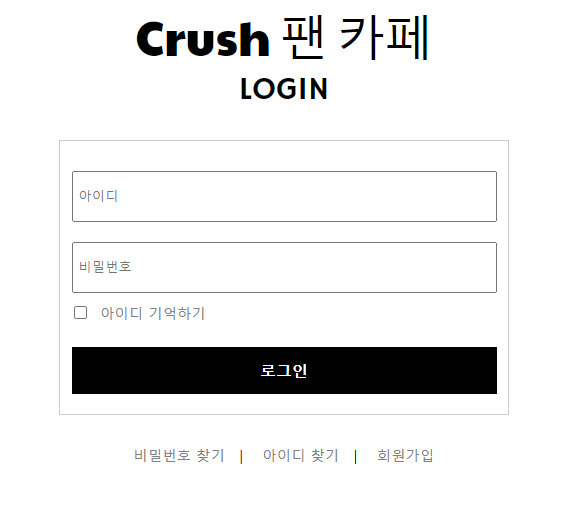 Crush 팬 카페
LOGIN
아이디
비밀번호
아이디 기억하기
로그인
비밀번호 찾기 | 아이디 찾기 | 회원가입